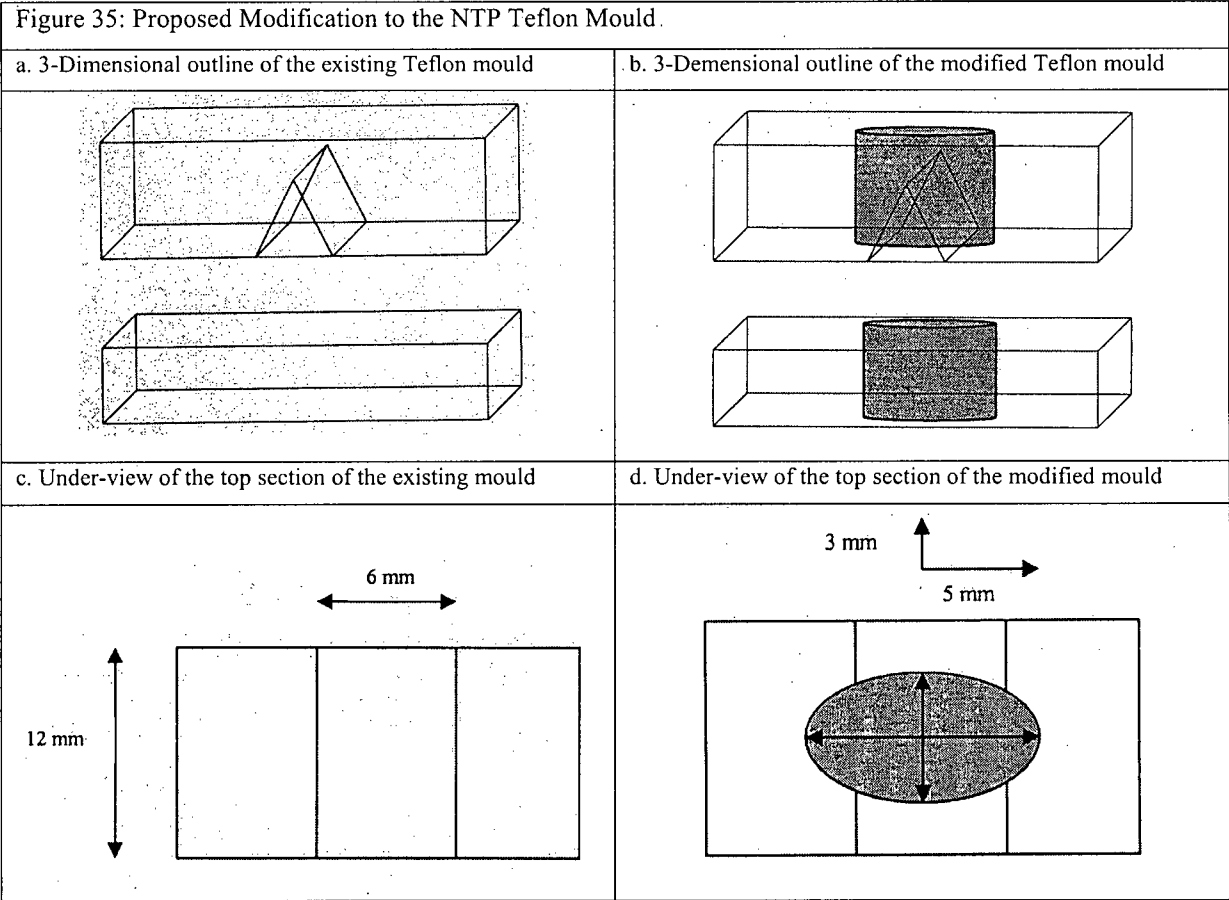 Figure 35: Proposed Modification to the NTP Teflon Mould
a. 3-Dimensional outline of the existing Teflon mould
b. 3-Demensional outline of the modified Teflon mould
c. Under-view of the top section of the existing mould
d. Under-view of the top section of the modified mould
6 mm
12 mm
3 mm
5 mm